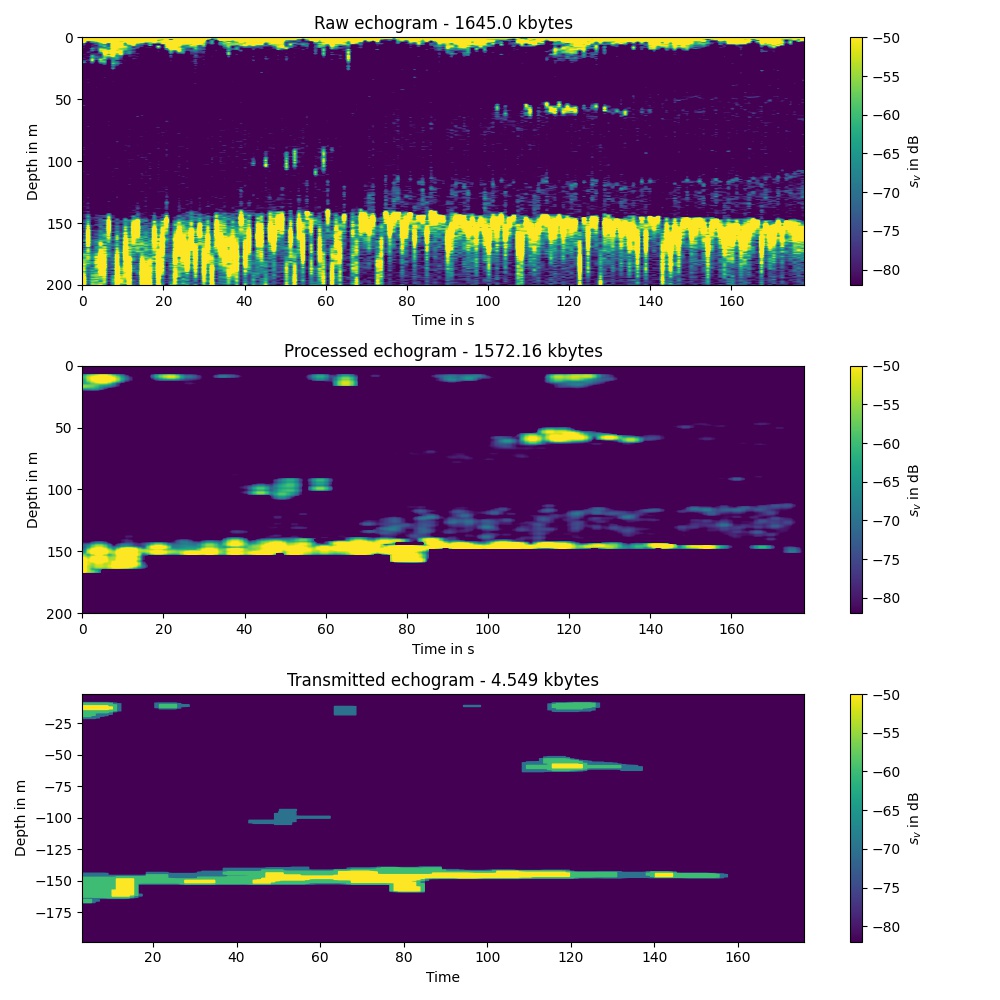 Raw echogram - 1645.0 kbytes
0
50
100
150
200
Depth in m
0 20 40 60 80 100 120 140 160
Time in s
−50
−55
−60
−65
−70
−75
−80
sv in dB
Processed echogram - 1572.16 kbytes
0
50
100
150
200
Depth in m
0 20 40 60 80 100 120 140 160
Time in s
−50
−55
−60
−65
−70
−75
−80
sv in dB
Transmitted echogram - 4.549 kbytes
−25
−50
−75
−100
−125
−150
−175
Depth in m
20 40 60 80 100 120 140 160
Time
−50
−55
−60
−65
−70
−75
−80
sv in dB